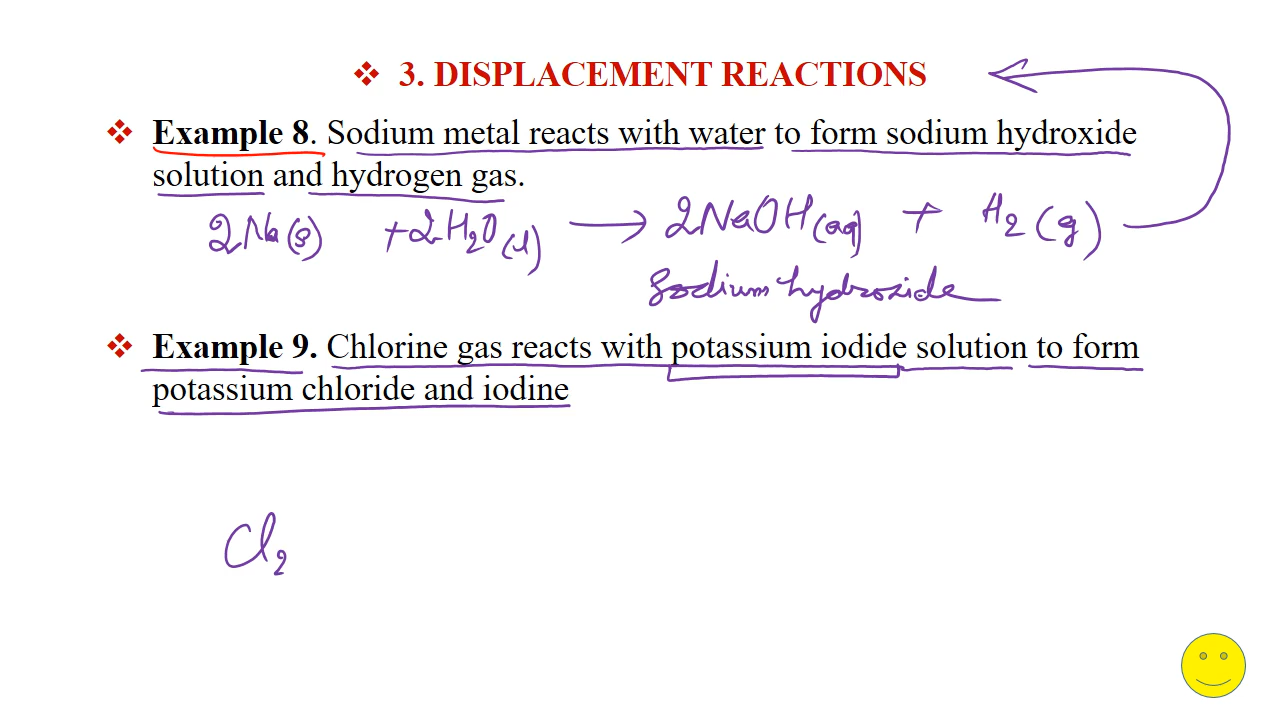 ❖ 3. DISPLACEMENT REACTIONS
❖ Example 8. Sodium metal reacts with water to form sodium hydroxide
solution and hydrogen gas.
2Na(s) + 2H₂O(l) → 2NaOH(aq) + H₂(g)
Sodium hydroxide
❖ Example 9. Chlorine gas reacts with potassium iodide solution to form
potassium chloride and iodine
Cl₂